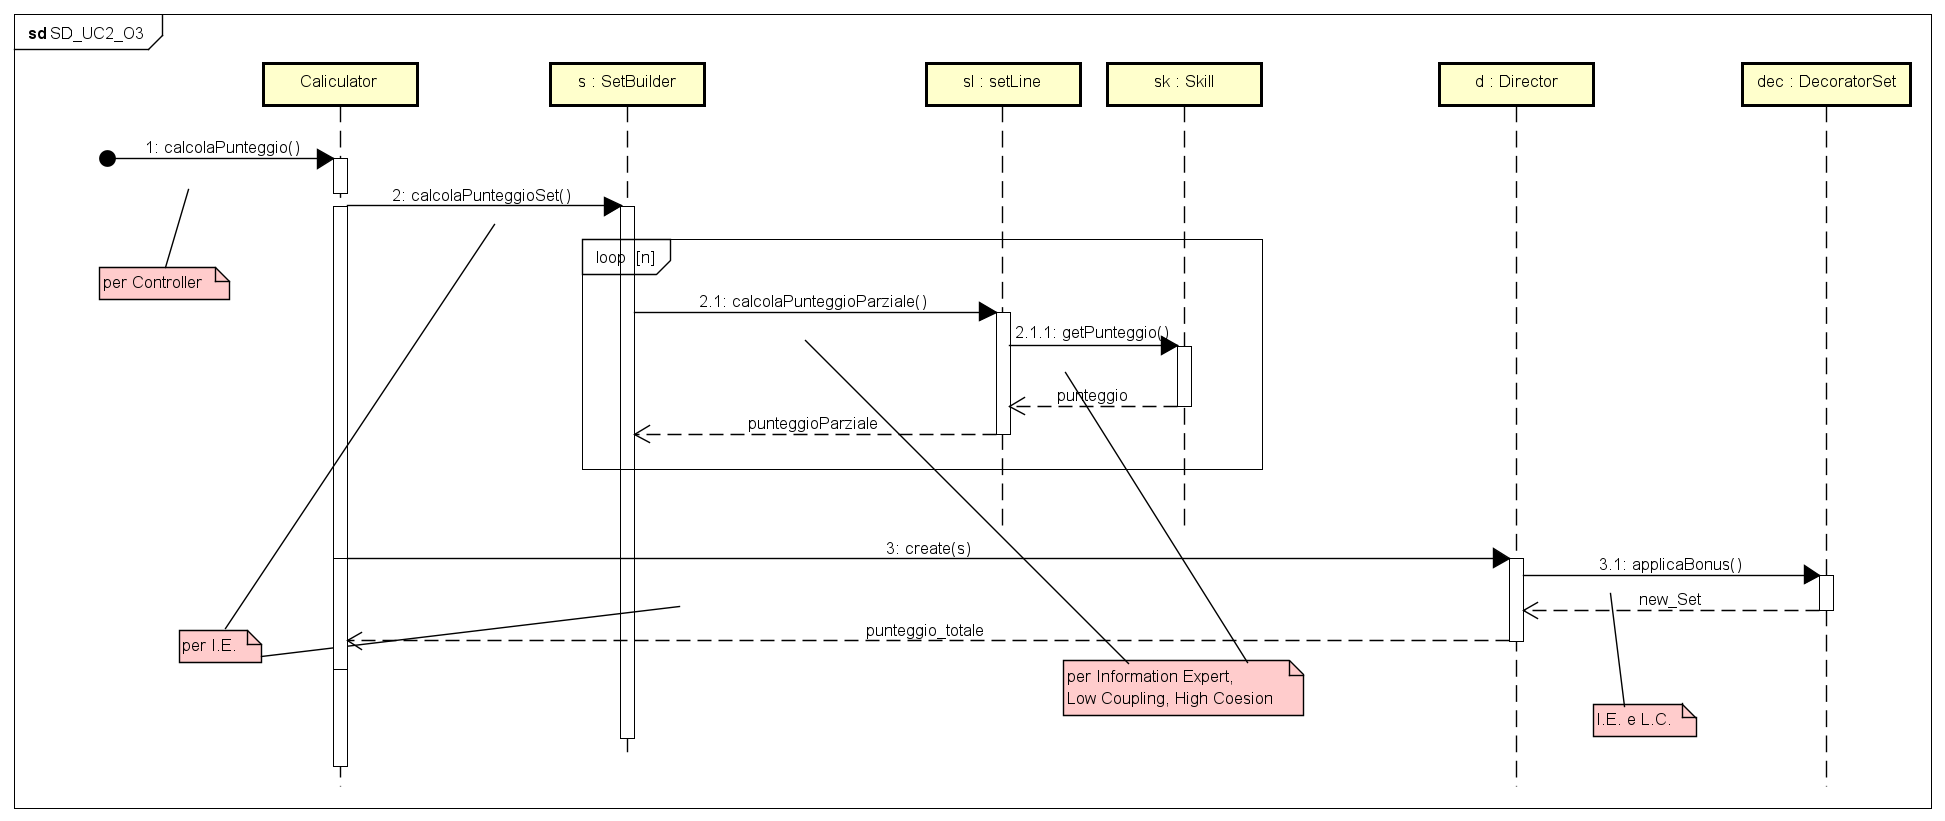 sd SD_UC2_O3
Caliculator
s : SetBuilder
sl : setLine
sk : Skill
d : Director
dec : DecoratorSet
1: calcolaPunteggio()
2: calcolaPunteggioSet()
per Controller
loop [n]
2.1: calcolaPunteggioParziale()
2.1.1: getPunteggio()
punteggio
punteggioParziale
3: create(s)
3.1: applicaBonus()
new_Set
punteggio_totale
per I.E.
per Information Expert,
Low Coupling, High Coesion
I.E. e L.C.